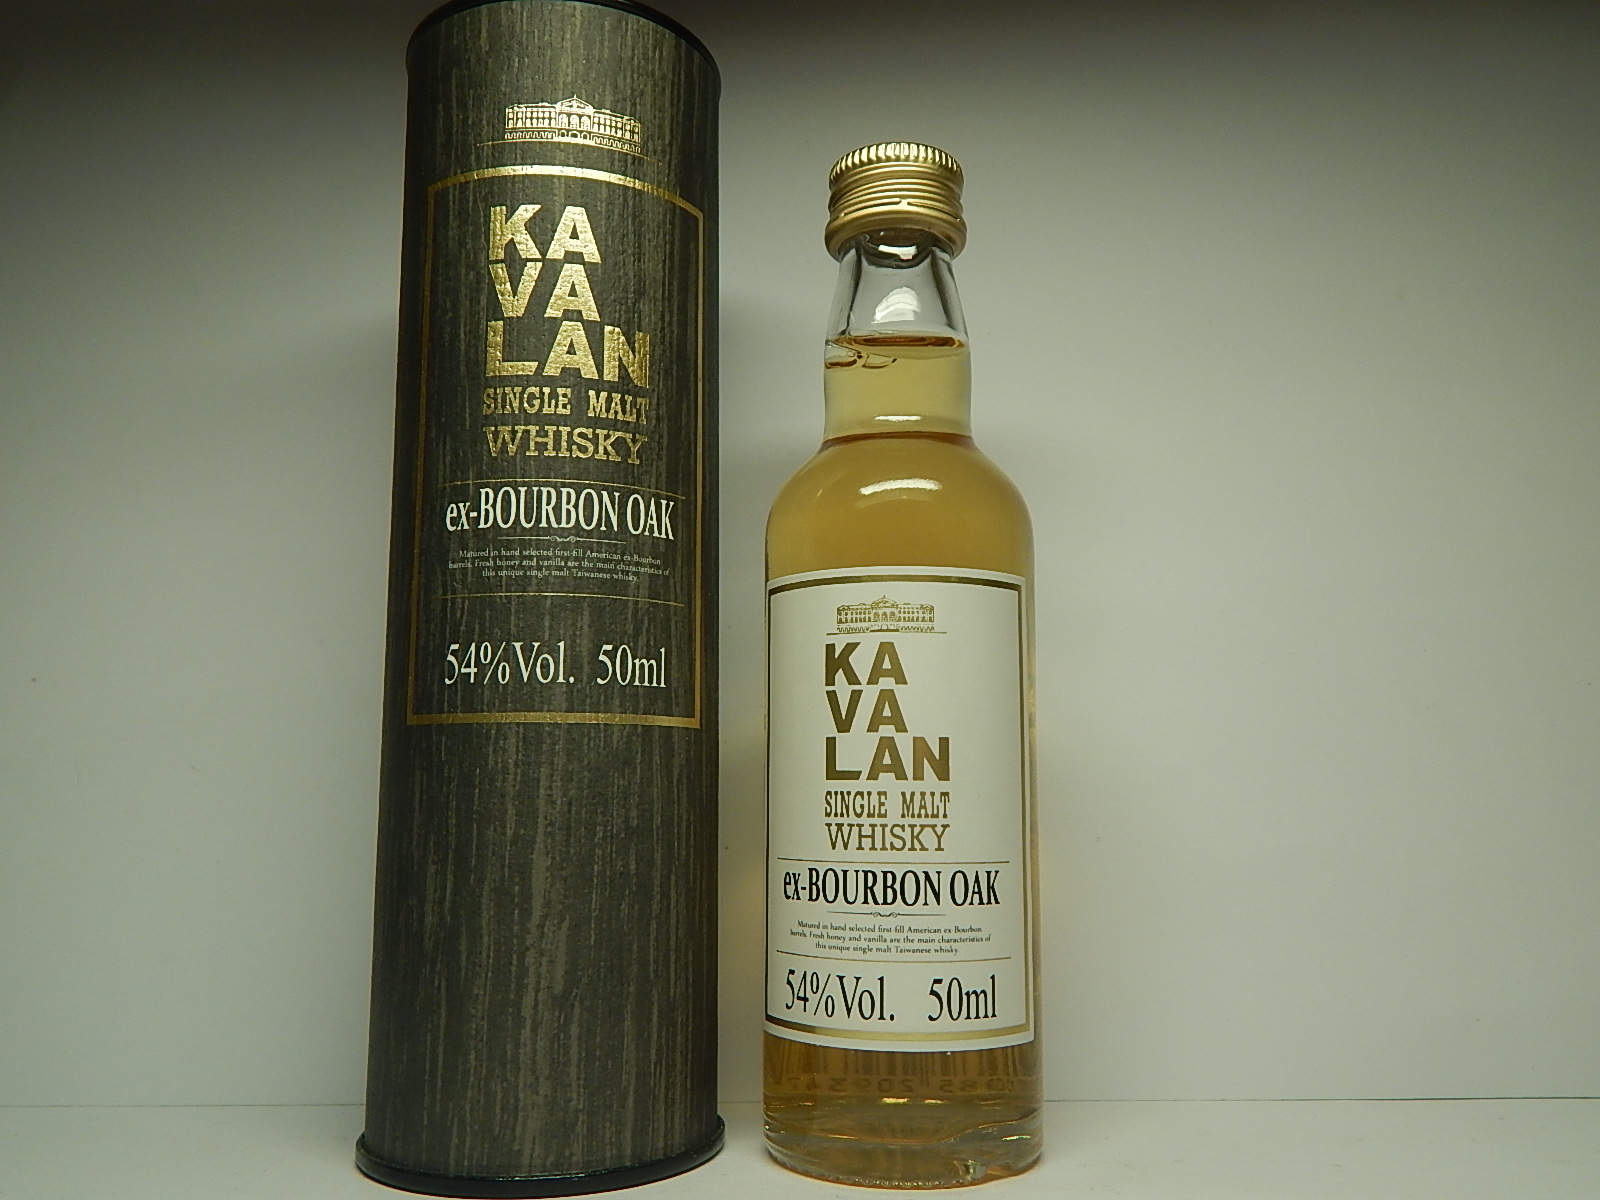 KA
VA
LAN
SINGLE MALT
WHISKY
ex-BOURBON OAK
Matured in hand selected first-fill American ex-Bourbon
barrels. Fresh honey and vanilla are the main characteristics of
this unique single malt Taiwanese whisky.
54%Vol. 50ml
KA
VA
LAN
SINGLE MALT
WHISKY
ex-BOURBON OAK
Matured in hand selected first-fill American ex-Bourbon
barrels. Fresh honey and vanilla are the main characteristics of
this unique single malt Taiwanese whisky.
54%Vol. 50ml